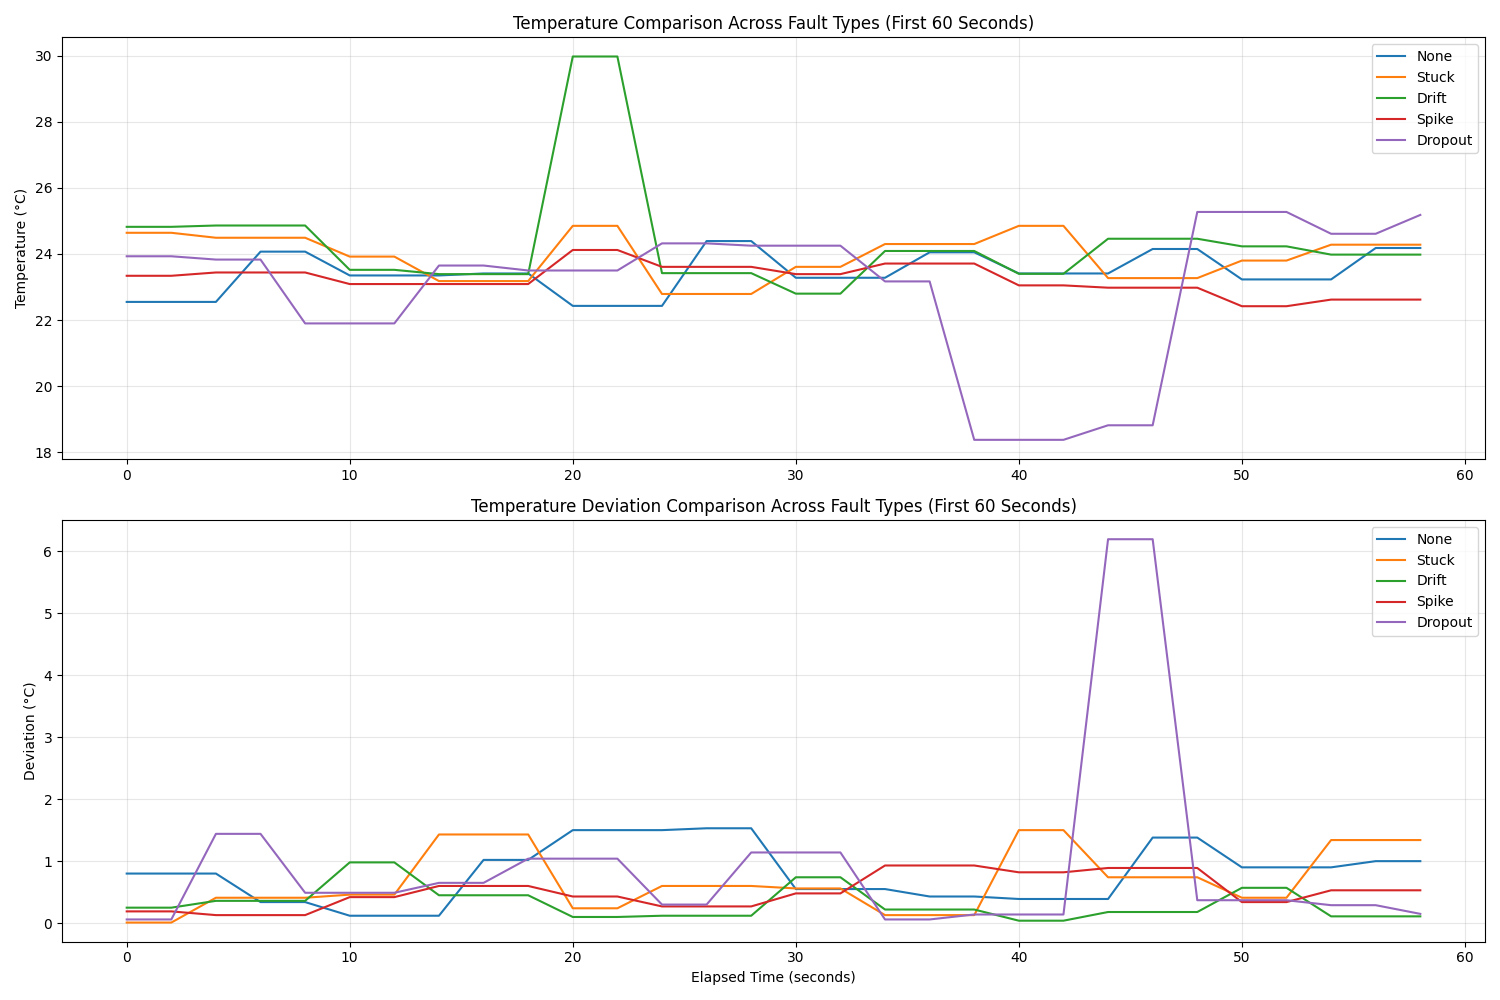 Temperature Comparison Across Fault Types (First 60 Seconds)
Temperature (°C)
30
28
26
24
22
20
18
0 10 20 30 40 50 60
None
Stuck
Drift
Spike
Dropout
Temperature Deviation Comparison Across Fault Types (First 60 Seconds)
Deviation (°C)
6
5
4
3
2
1
0
0 10 20 30 40 50 60
Elapsed Time (seconds)
None
Stuck
Drift
Spike
Dropout